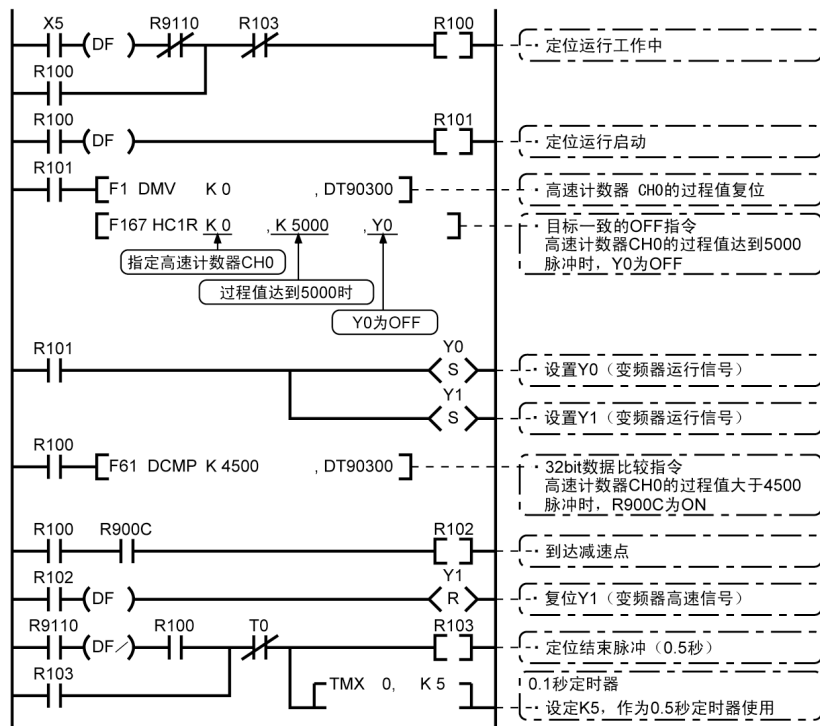 X5 R9110 R103 R100
DF
定位运行工作中
R100
R100 R101
DF
定位运行启动
R101
F1 DMV K 0 , DT90300
高速计数器 CH0的过程值复位
F167 HC1R K 0 , K 5000 , Y0
目标一致的OFF指令
高速计数器CH0的过程值达到5000
脉冲时，Y0为OFF
指定高速计数器CH0
过程值达到5000时
Y0为OFF
R101 Y0
S
设置Y0（变频器运行信号）
Y1
S
设置Y1（变频器运行信号）
R100
F61 DCMP K 4500 , DT90300
32bit数据比较指令
高速计数器CH0的过程值大于4500
脉冲时，R900C为ON
R100 R900C R102
到达减速点
R102 Y1
DF R
复位Y1（变频器高速信号）
R9110 R100 T0 R103
DF/
定位结束脉冲（0.5秒）
R103
TMX 0, K 5
0.1秒定时器
设定K5，作为0.5秒定时器使用